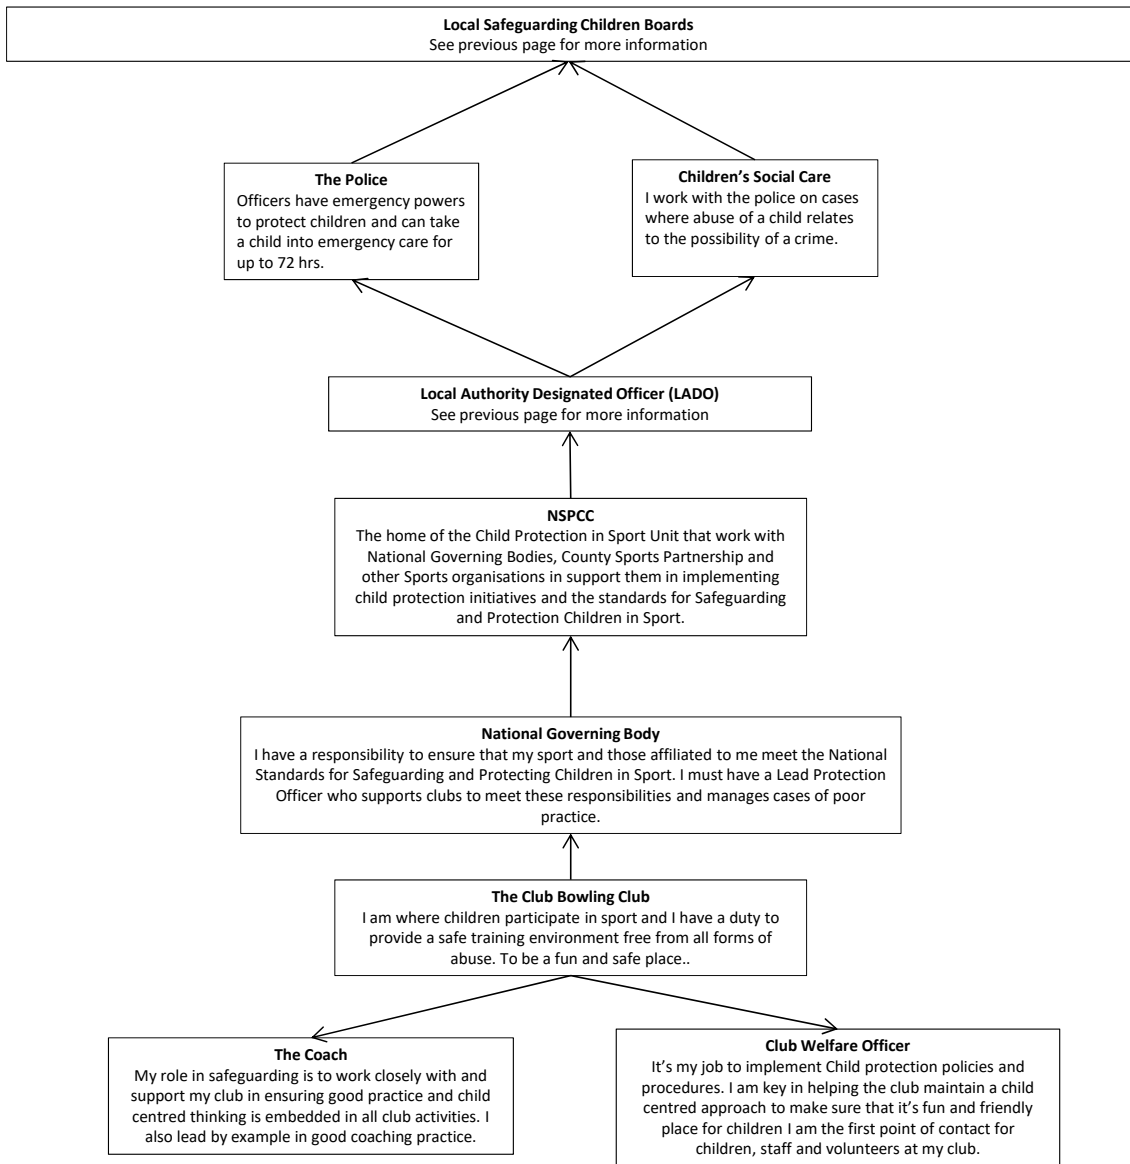 Local Safeguarding Children Boards
See previous page for more information
The Police
Officers have emergency powers
to protect children and can take
a child into emergency care for
up to 72 hrs.
Children’s Social Care
I work with the police on cases
where abuse of a child relates
to the possibility of a crime.
Local Authority Designated Officer (LADO)
See previous page for more information
NSPCC
The home of the Child Protection in Sport Unit that work with
National Governing Bodies, County Sports Partnership and
other Sports organisations in support them in implementing
child protection initiatives and the standards for Safeguarding
and Protection Children in Sport.
National Governing Body
I have a responsibility to ensure that my sport and those affiliated to me meet the National
Standards for Safeguarding and Protecting Children in Sport. I must have a Lead Protection
Officer who supports clubs to meet these responsibilities and manages cases of poor
practice.
The Club Bowling Club
I am where children participate in sport and I have a duty to
provide a safe training environment free from all forms of
abuse. To be a fun and safe place..
The Coach
My role in safeguarding is to work closely with and
support my club in ensuring good practice and child
centred thinking is embedded in all club activities. I
also lead by example in good coaching practice.
Club Welfare Officer
It’s my job to implement Child protection policies and
procedures. I am key in helping the club maintain a child
centred approach to make sure that it’s fun and friendly
place for children I am the first point of contact for
children, staff and volunteers at my club.